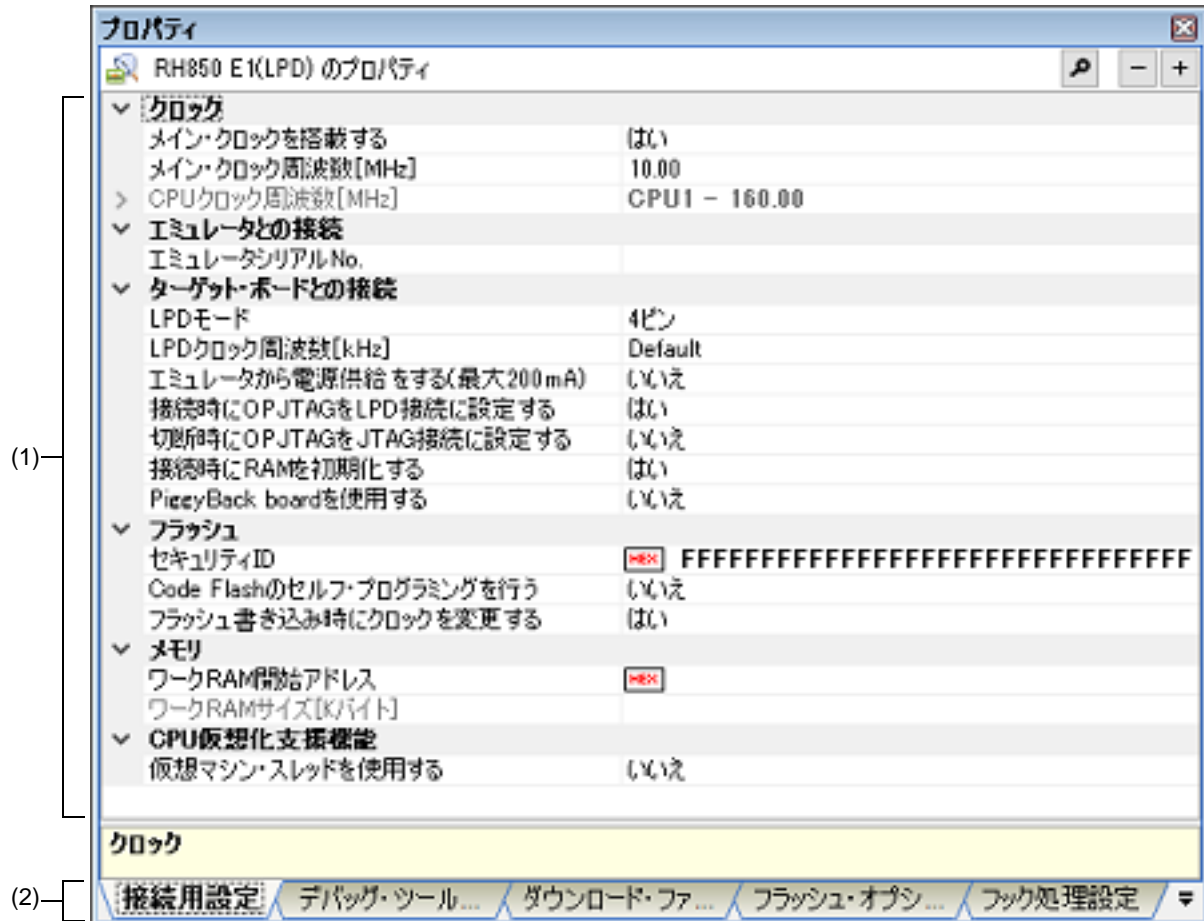 プロパティ
RH850 E1(LPD) のプロパティ
クロック
メイン・クロックを搭載する はい
メイン・クロック周波数[MHz] 10.00
CPUクロック周波数[MHz] CPU1 - 160.00
エミュレータとの接続
エミュレータシリアルNo.
ターゲット・ボードとの接続
LPDモード 4ピン
LPDクロック周波数[kHz] Default
エミュレータから電源供給をする(最大200mA) いいえ
接続時にOPJTAGをLPD接続に設定する はい
切断時にOPJTAGをJTAG接続に設定する いいえ
(1)
接続時にRAMを初期化する はい
PiggyBack boardを使用する いいえ
フラッシュ
セキュリティID HEX FFFFFFFFFFFFFFFFFFFFFFFFFFFFFFFF
Code Flashのセルフ・プログラミングを行う いいえ
フラッシュ書き込み時にクロックを変更する はい
メモリ
ワークRAM開始アドレス HEX
ワークRAMサイズ[Kバイト]
CPU仮想化支援機能
仮想マシン・スレッドを使用する いいえ
クロック
(2)
接続用設定 デバッグ・ツール... ダウンロード・ファ... フラッシュ・オプシ... フック処理設定